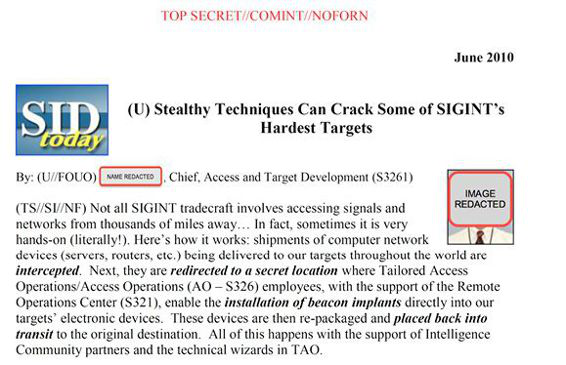 TOP SECRET//COMINT//NOFORN
June 2010
SID
today
(U) Stealthy Techniques Can Crack Some of SIGINT’s
Hardest Targets
By: (U//FOUO) NAME REDACTED, Chief, Access and Target Development (S3261)
IMAGE
REDACTED
(TS//SI//NF) Not all SIGINT tradecraft involves accessing signals and
networks from thousands of miles away… In fact, sometimes it is very
hands-on (literally!). Here’s how it works: shipments of computer network
devices (servers, routers, etc.) being delivered to our targets throughout the world are
intercepted. Next, they are redirected to a secret location where Tailored Access
Operations/Access Operations (AO – S326) employees, with the support of the Remote
Operations Center (S321), enable the installation of beacon implants directly into our
targets’ electronic devices. These devices are then re-packaged and placed back into
transit to the original destination. All of this happens with the support of Intelligence
Community partners and the technical wizards in TAO.